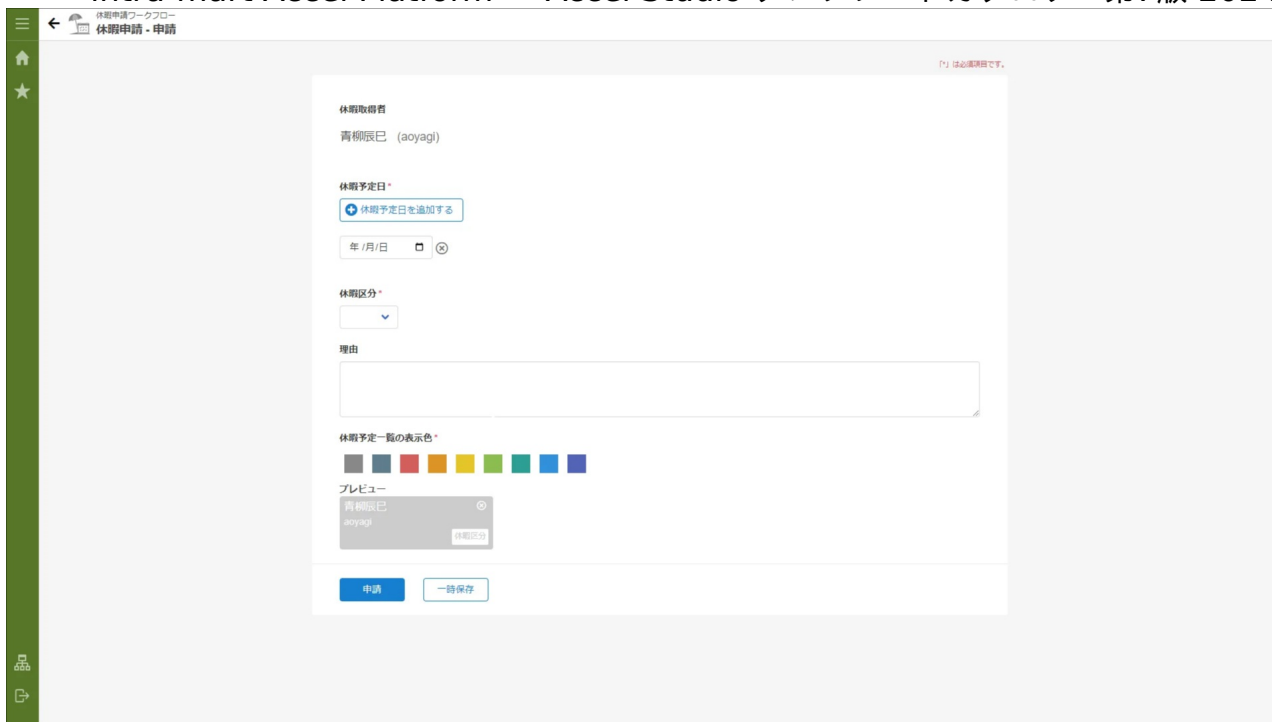 休暇申請ワークフロー
休暇申請 - 申請
「*」は必須項目です。
休暇取得者
青柳辰巳 (aoyagi)
休暇予定日*
休暇予定日を追加する
年 /月/日
休暇区分*
理由
休暇予定一覧の表示色*
プレビュー
青柳辰巳
aoyagi
休暇区分
申請
一時保存